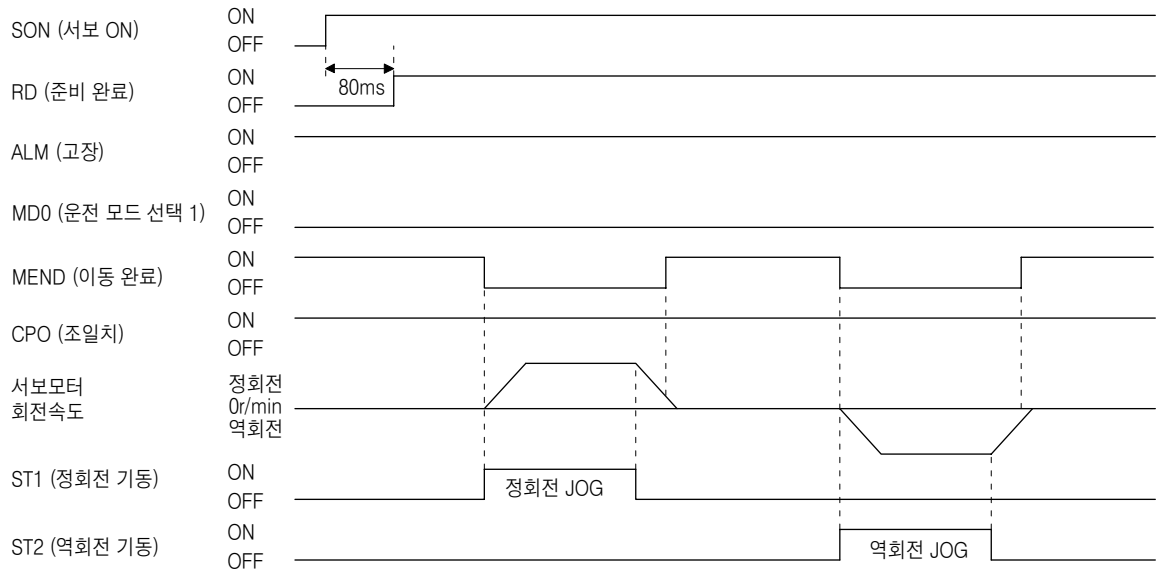 SON (서보 ON)
ON
OFF
80ms
RD (준비 완료)
ON
OFF
ALM (고장)
ON
OFF
MD0 (운전 모드 선택 1)
ON
OFF
MEND (이동 완료)
ON
OFF
CPO (조일치)
ON
OFF
서보모터
회전속도
정회전
0r/min
역회전
ST1 (정회전 기동)
ON
OFF
정회전 JOG
ST2 (역회전 기동)
ON
OFF
역회전 JOG